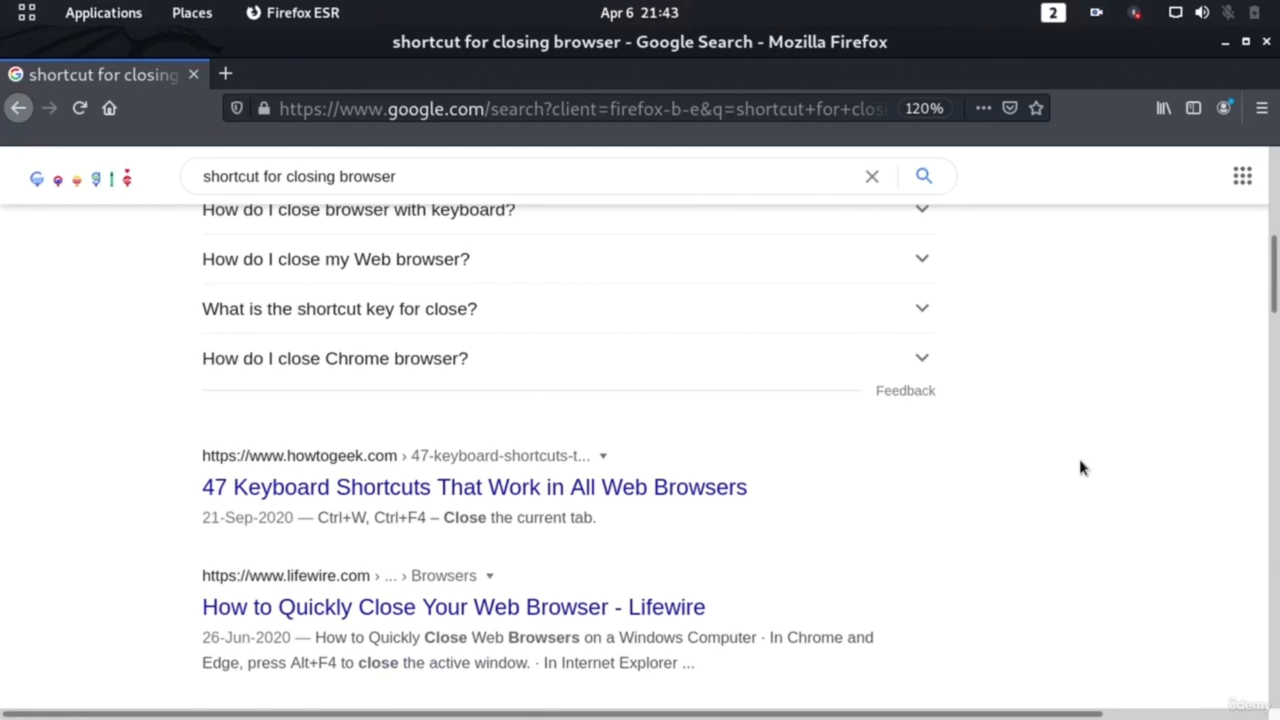 Applications Places Firefox ESR Apr 6 21:43 2
shortcut for closing browser - Google Search - Mozilla Firefox
shortcut for closing
https://www.google.com/search?client=firefox-b-e&q=shortcut+for+closi 120%
Google shortcut for closing browser
How do I close browser with keyboard?
How do I close my Web browser?
What is the shortcut key for close?
How do I close Chrome browser?
Feedback
https://www.howtogeek.com › 47-keyboard-shortcuts-t...
47 Keyboard Shortcuts That Work in All Web Browsers
21-Sep-2020 — Ctrl+W, Ctrl+F4 – Close the current tab.
https://www.lifewire.com › ... › Browsers
How to Quickly Close Your Web Browser - Lifewire
26-Jun-2020 — How to Quickly Close Web Browsers on a Windows Computer · In Chrome and
Edge, press Alt+F4 to close the active window. · In Internet Explorer ...
ûdemy